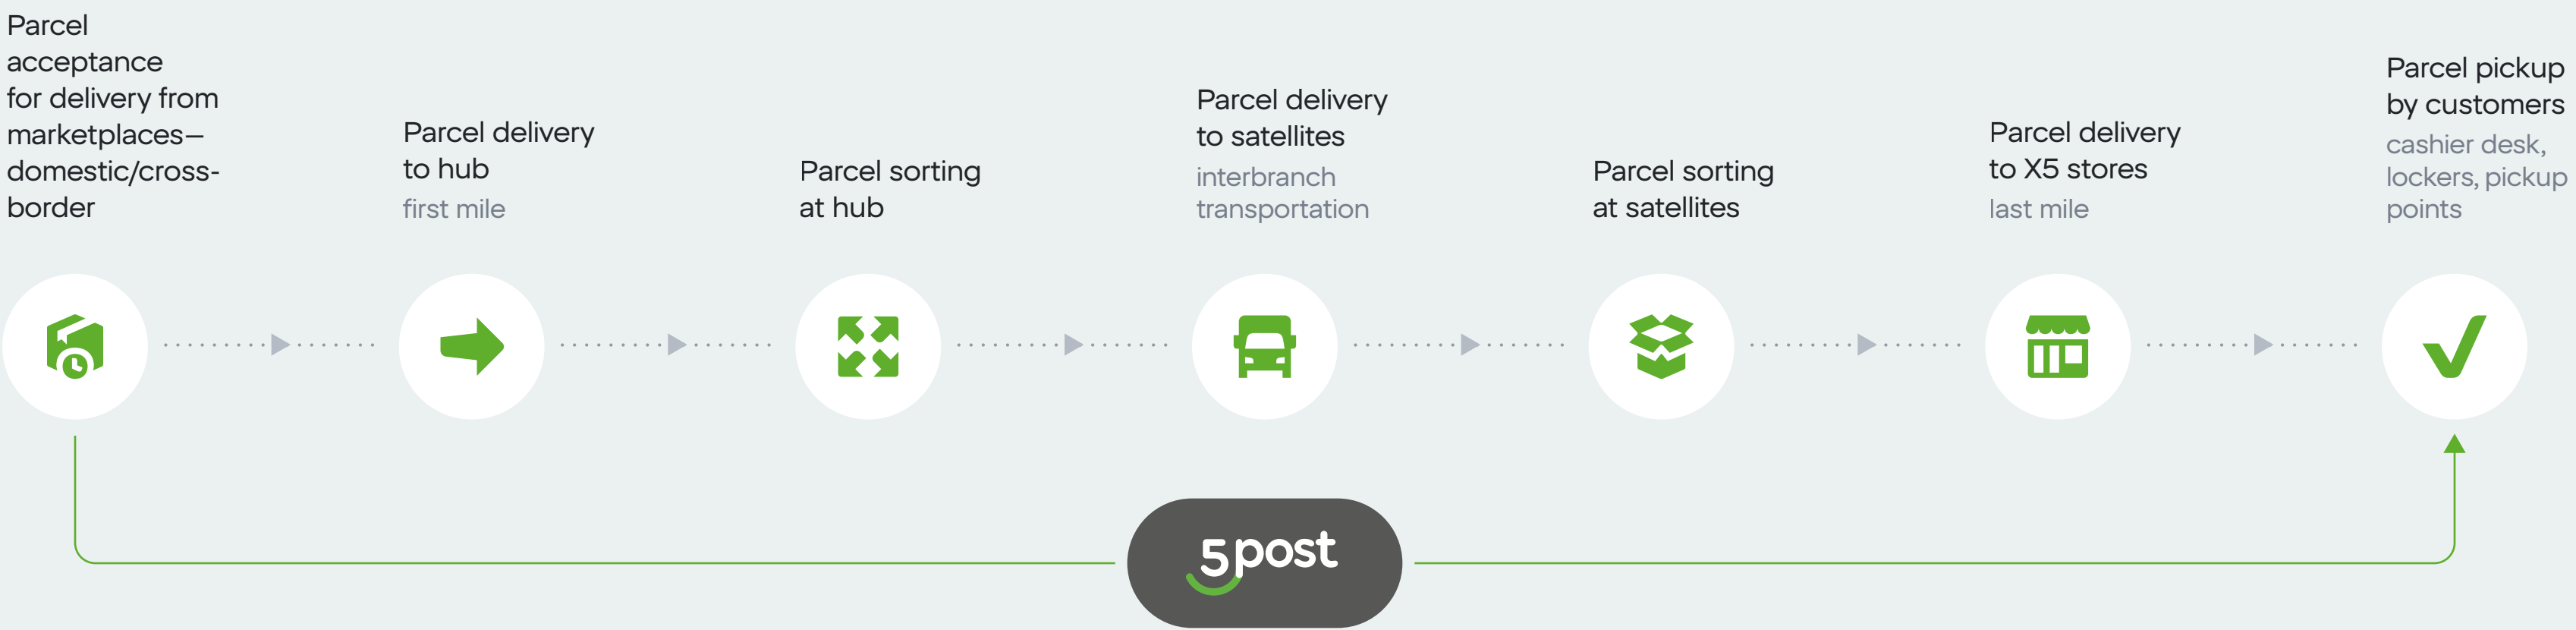 Parcel
acceptance
for delivery from
marketplaces—
domestic/cross-
border
Parcel delivery
to hub
first mile
Parcel sorting
at hub
Parcel delivery
to satellites
interbranch
transportation
Parcel sorting
at satellites
Parcel delivery
to X5 stores
last mile
Parcel pickup
by customers
cashier desk,
lockers, pickup
points
5post